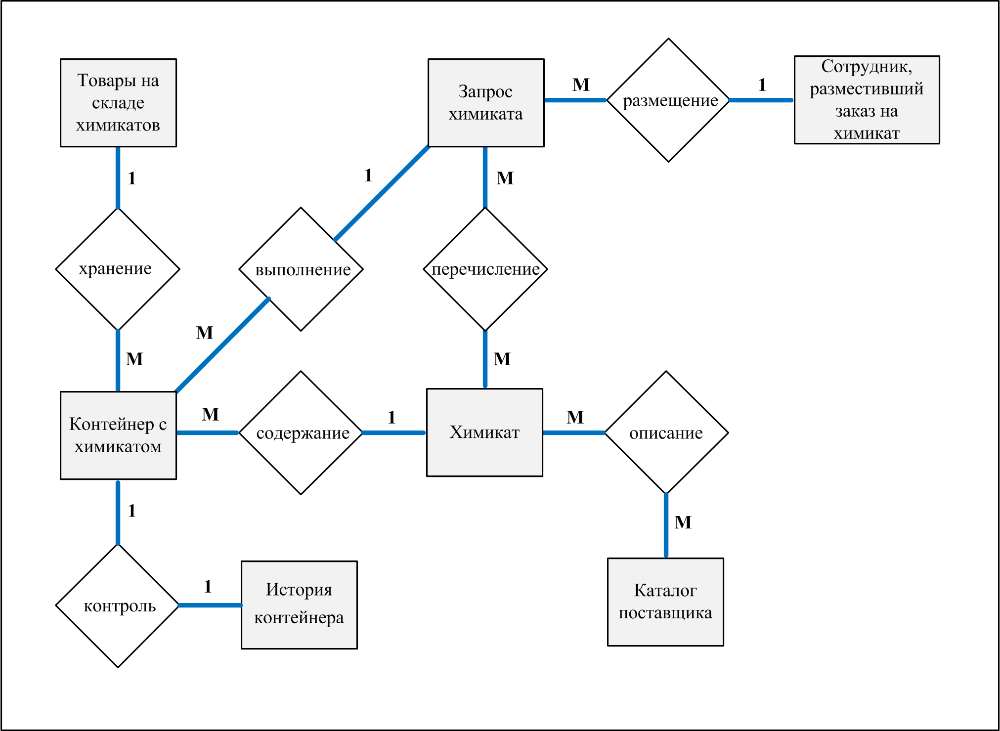 Товары на
складе
химикатов
Запрос
химиката
М
размещение
1
Сотрудник,
разместивший
заказ на
химикат
1
1
М
хранение
выполнение
перечисление
М
М
М
Контейнер с
химикатом
М
содержание
1
Химикат
М
описание
1
М
контроль
1
История
контейнера
Каталог
поставщика